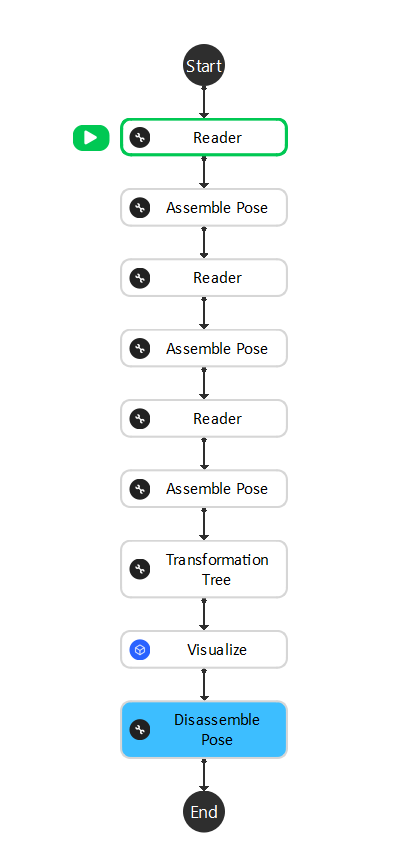 Start
Reader
Assemble Pose
Reader
Assemble Pose
Reader
Assemble Pose
Transformation
Tree
Visualize
Disassemble
Pose
End